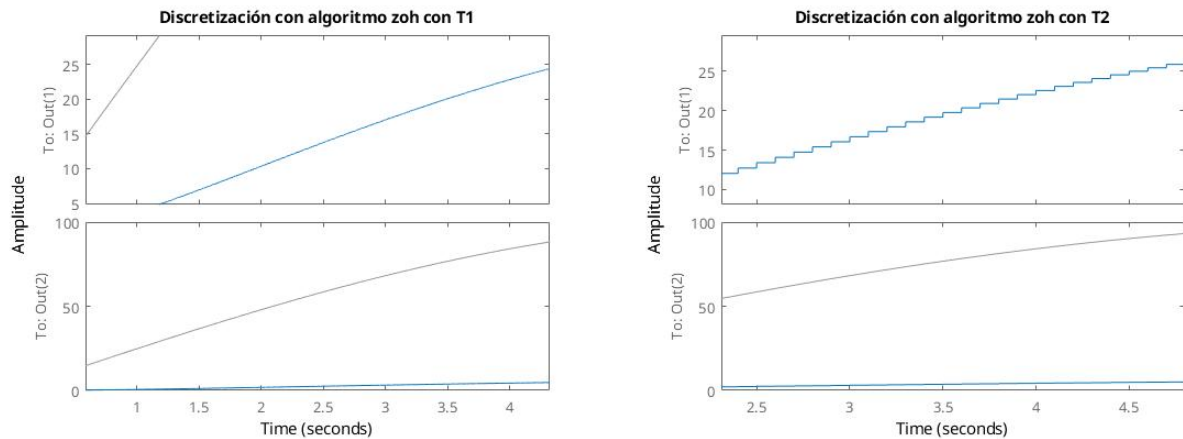 Discretización con algoritmo zoh con T1
To: Out(1)
25
20
15
10
5
Amplitude
To: Out(2)
100
50
0
1 1.5 2 2.5 3 3.5 4
Time (seconds)
Discretización con algoritmo zoh con T2
To: Out(1)
25
20
15
10
Amplitude
To: Out(2)
100
50
0
2.5 3 3.5 4 4.5
Time (seconds)